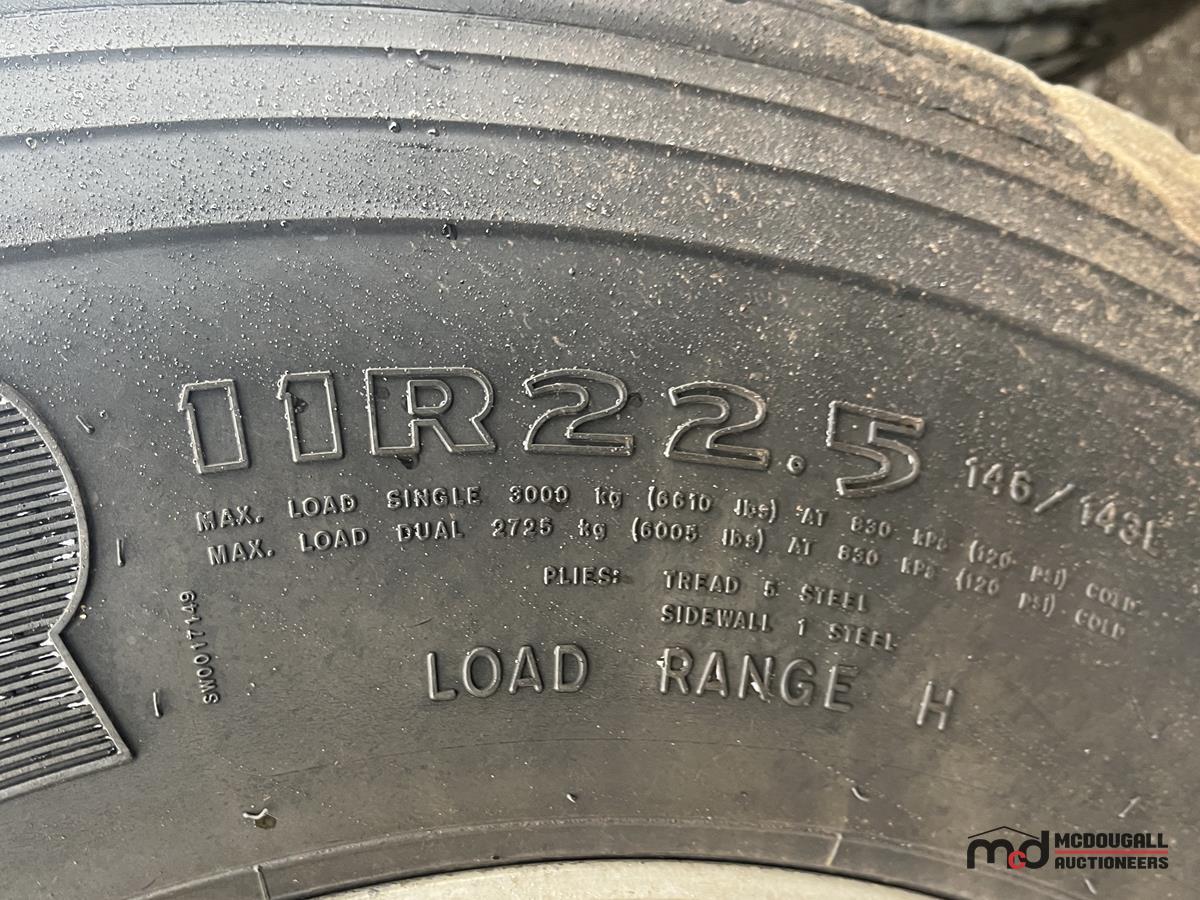 11R22.5 146/143L
MAX. LOAD SINGLE 3000 kg (6610 lbs) AT 830 kPa (120 psi) COLD
MAX. LOAD DUAL 2725 kg (6005 lbs) AT 830 kPa (120 psi) COLD
PLIES: TREAD 5 STEEL
SIDEWALL 1 STEEL
LOAD RANGE H
SW00171449
mcd MCDOUGALL
AUCTIONEERS